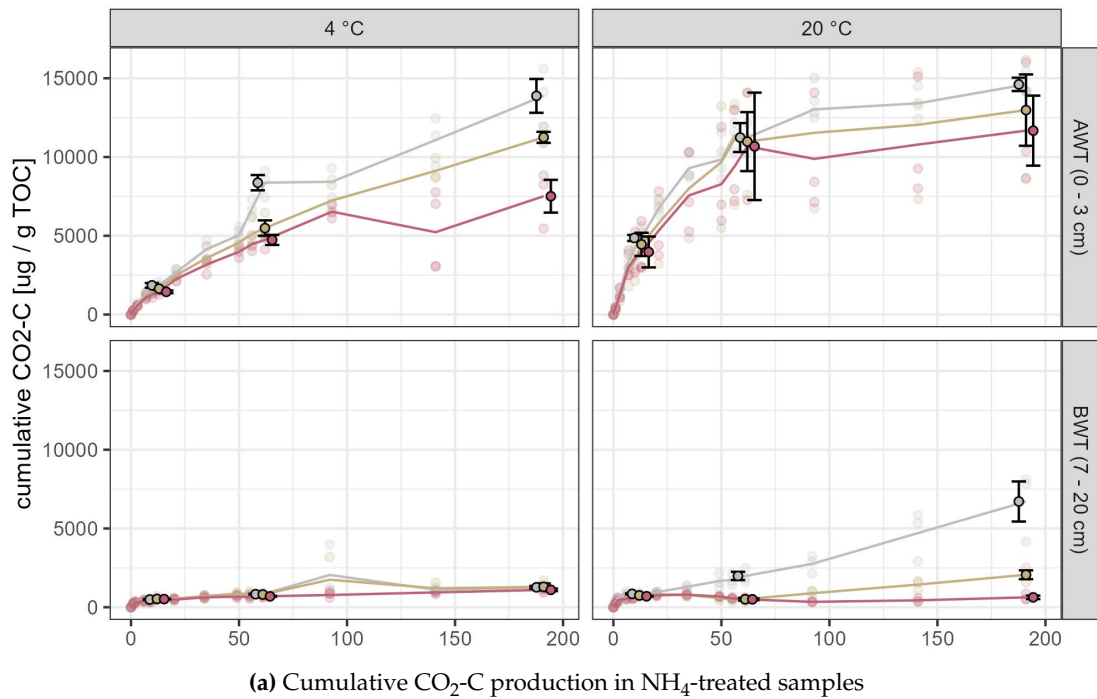 4 °C
20 °C
cumulative CO2-C [ug / g TOC]
15000
10000
5000
0
AWT (0 - 3 cm)
15000
10000
5000
0
BWT (7 - 20 cm)
0 50 100 150 200
0 50 100 150 200
(a) Cumulative CO₂-C production in NH₄-treated samples